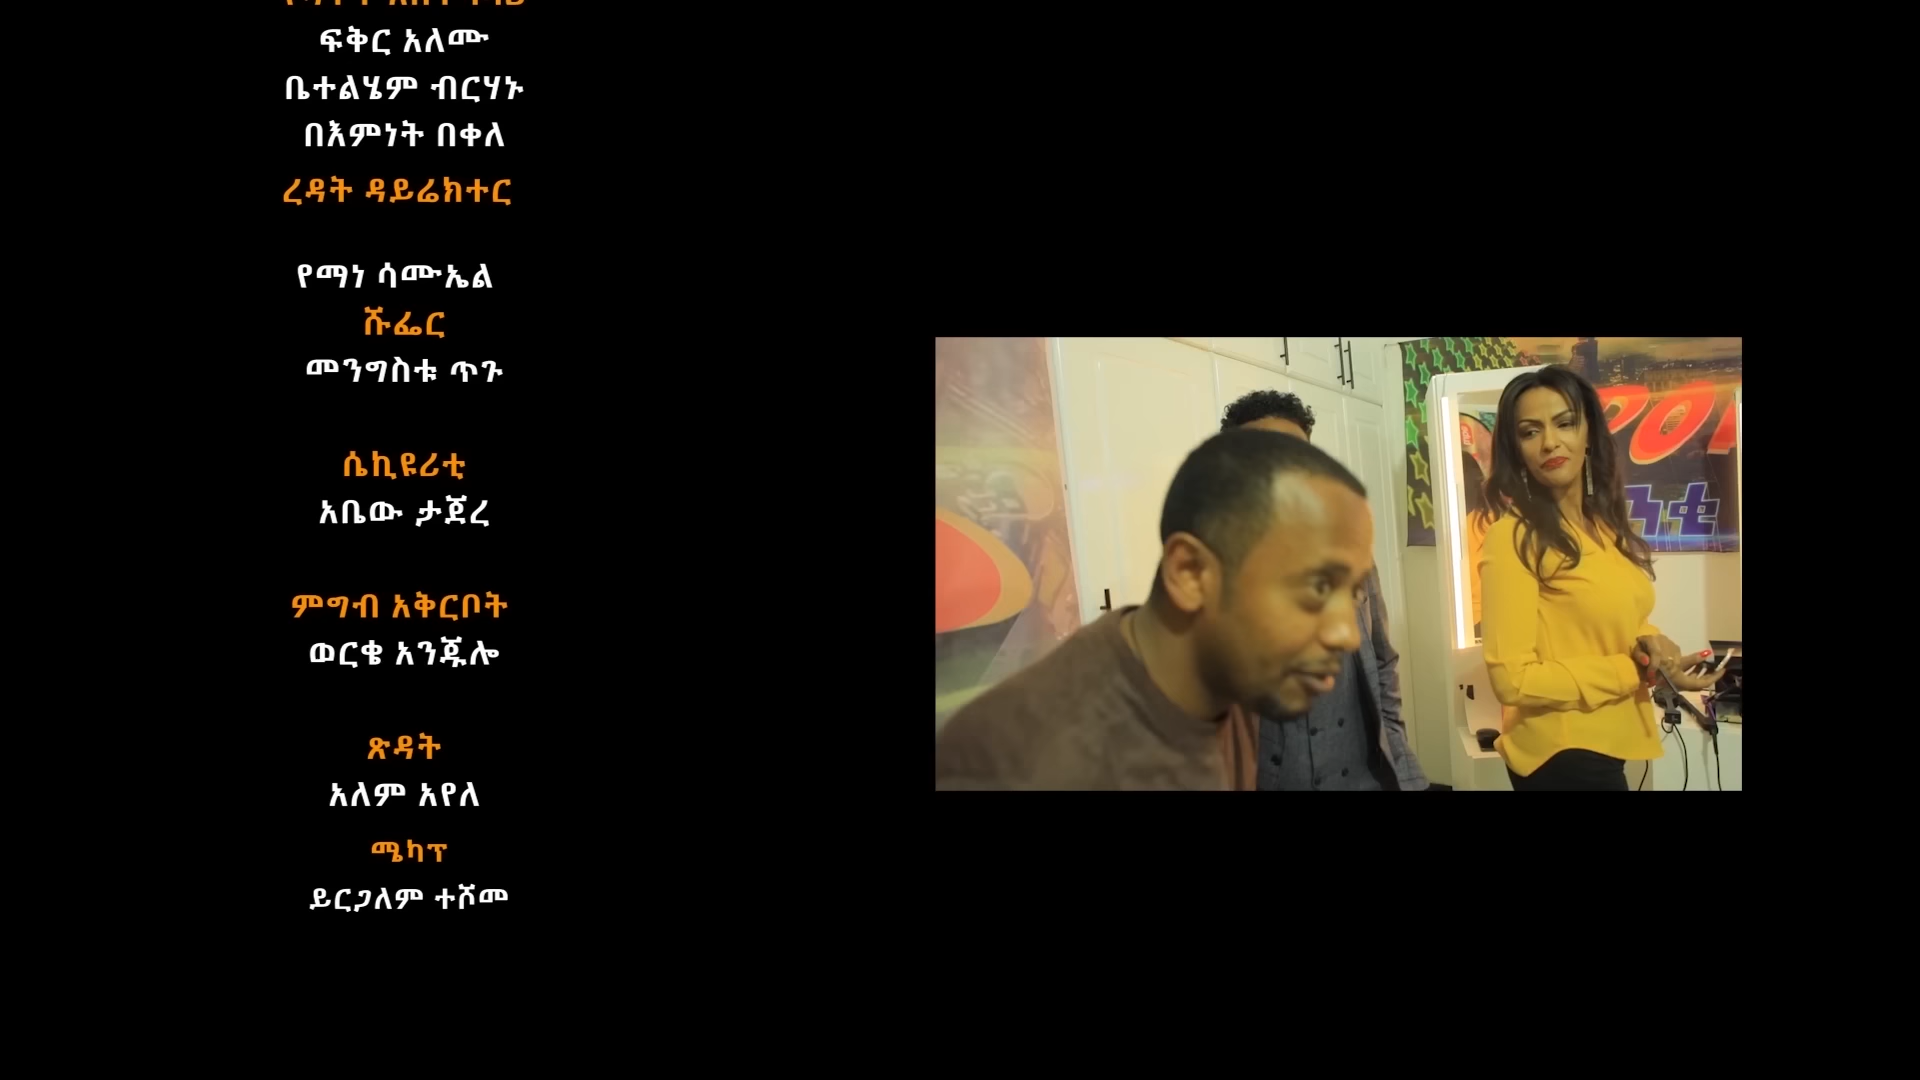 ፍቅር አለሙ
ቤተልሄም ብርሃኑ
በእምነት በቀለ
ረዳት ዳይሬክተር
የማነ ሳሙኤል
ሹፌር
መንግስቱ ጥጉ
ሴኪዩሪቲ
አቤው ታጀረ
ምግብ አቅርቦት
ወርቄ አንጁሎ
ጽዳት
አለም አየለ
ሜካፕ
ይርጋለም ተሾመ